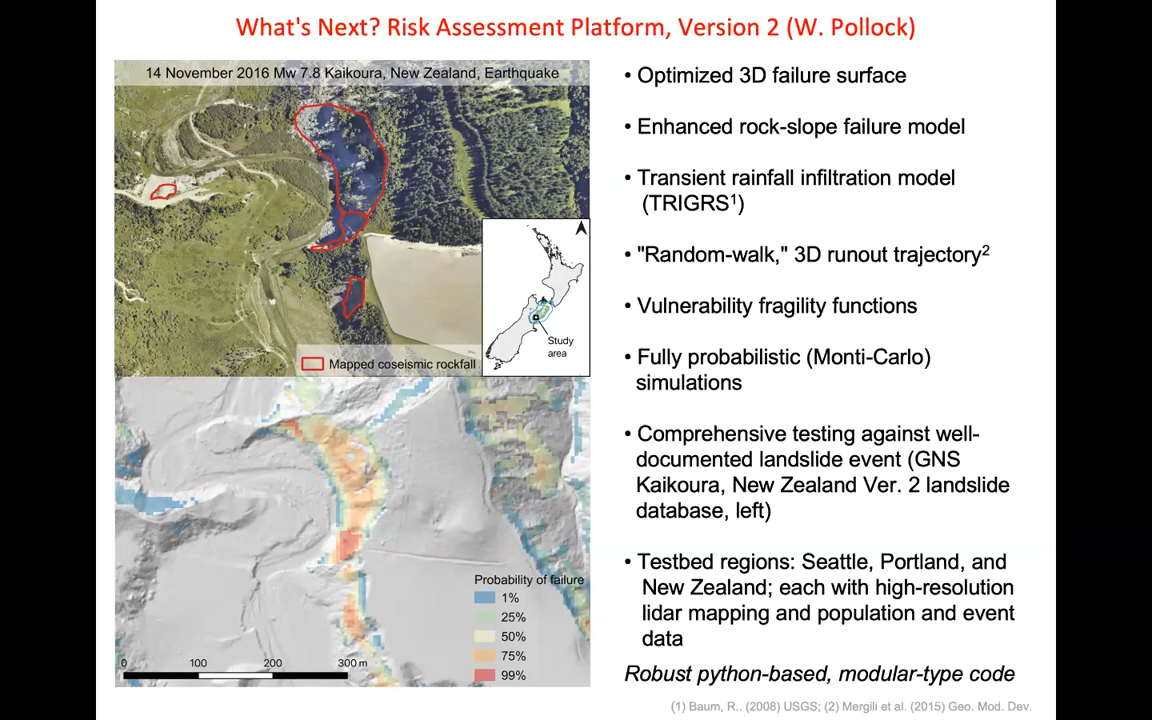 What's Next? Risk Assessment Platform, Version 2 (W. Pollock)
14 November 2016 Mw 7.8 Kaikoura, New Zealand, Earthquake
Study
area
Mapped coseismic rockfall
Probability of failure
1%
25%
50%
75%
99%
0 100 200 300 m
• Optimized 3D failure surface
• Enhanced rock-slope failure model
• Transient rainfall infiltration model
(TRIGRS¹)
• "Random-walk," 3D runout trajectory²
• Vulnerability fragility functions
• Fully probabilistic (Monti-Carlo)
simulations
• Comprehensive testing against well-
documented landslide event (GNS
Kaikoura, New Zealand Ver. 2 landslide
database, left)
• Testbed regions: Seattle, Portland, and
New Zealand; each with high-resolution
lidar mapping and population and event
data
Robust python-based, modular-type code
(1) Baum, R.. (2008) USGS; (2) Mergili et al. (2015) Geo. Mod. Dev.